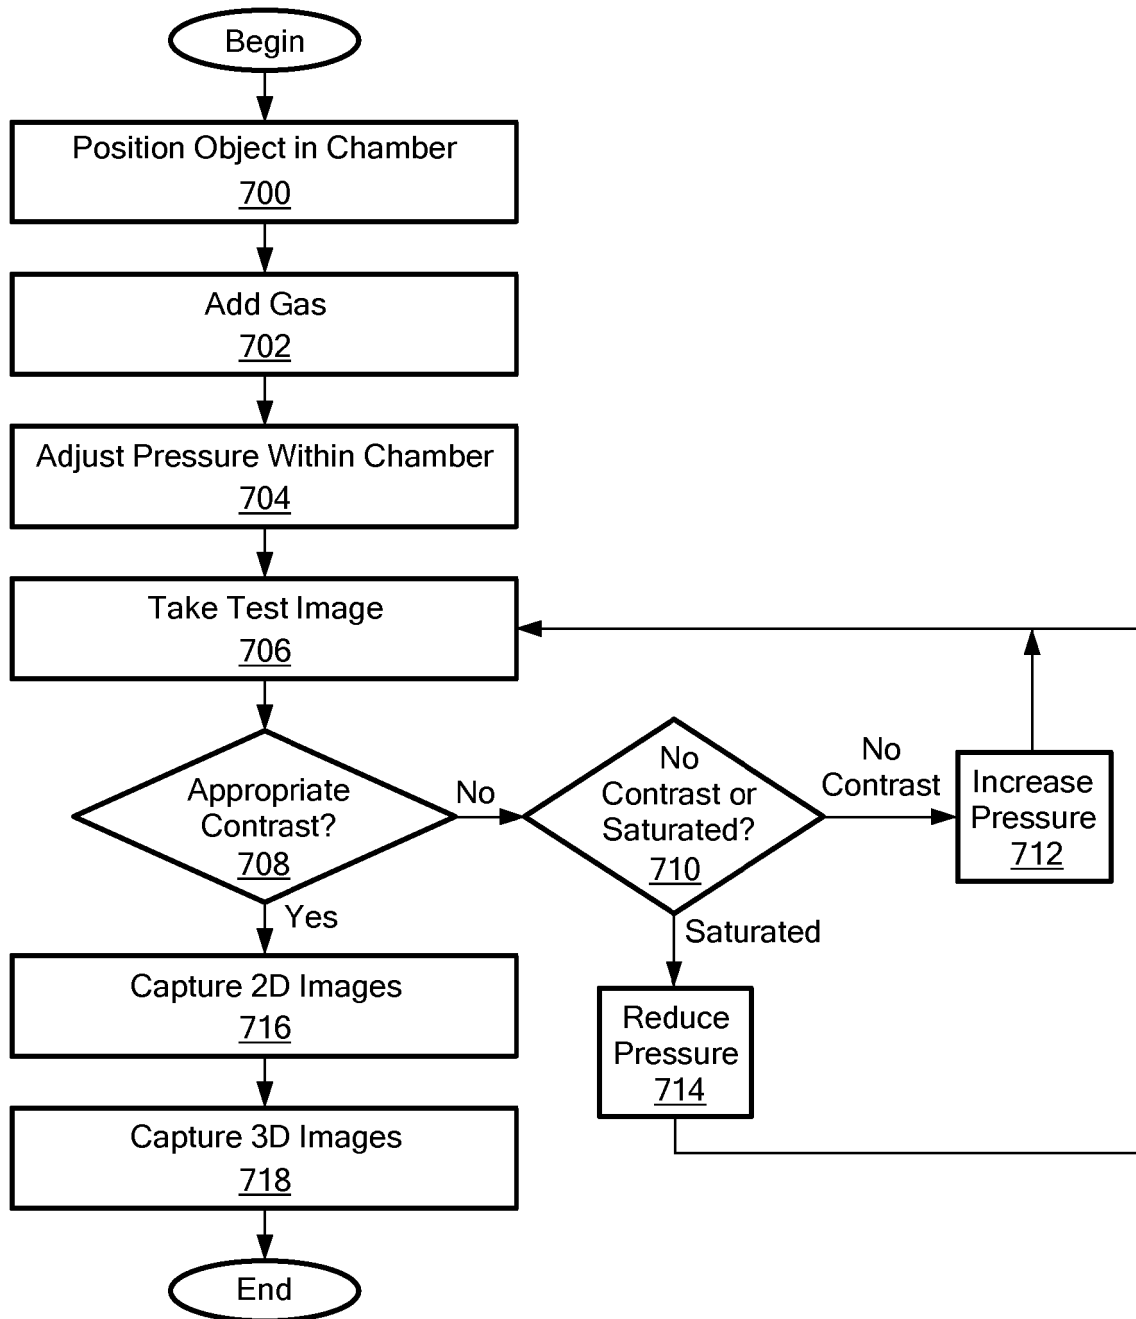 Begin
Position Object in Chamber
700
Add Gas
702
Adjust Pressure Within Chamber
704
Take Test Image
706
Appropriate
Contrast?
708
No
Yes
No
Contrast or
Saturated?
710
No
Contrast
Increase
Pressure
712
Saturated
Reduce
Pressure
714
Capture 2D Images
716
Capture 3D Images
718
End